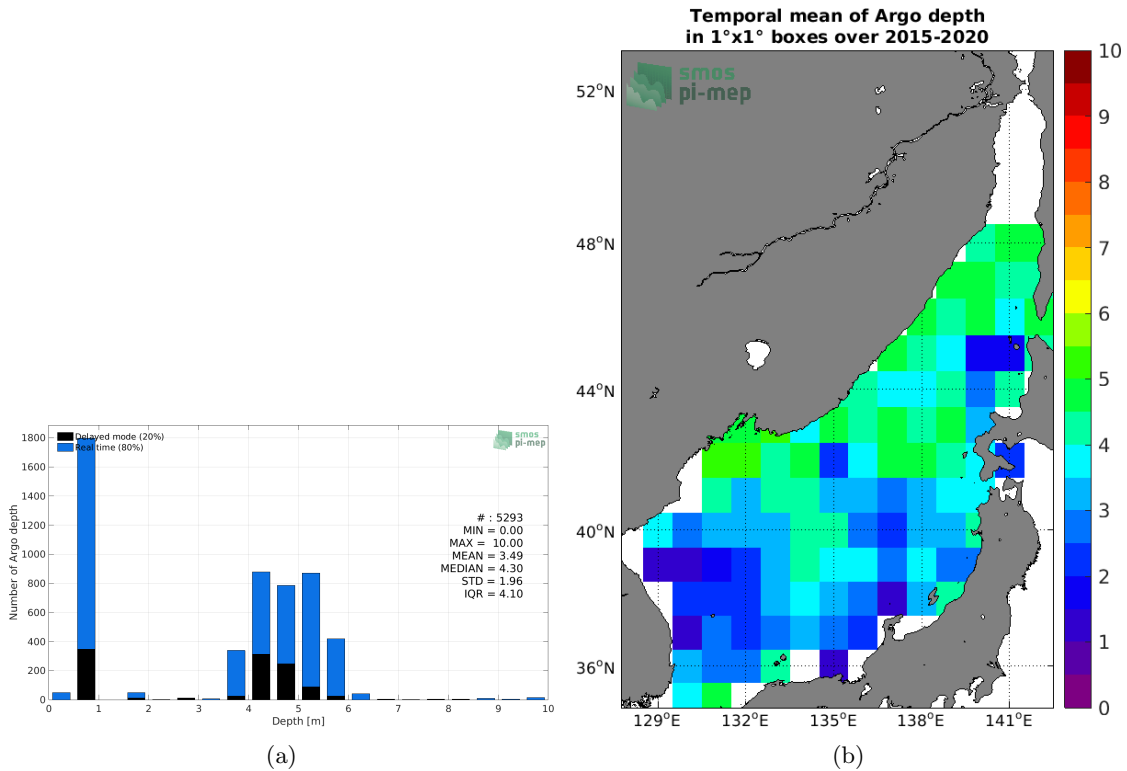 Temporal mean of Argo depth
in 1°x1° boxes over 2015-2020
smos
pi-mep
52°N
48°N
44°N
40°N
36°N
129°E
132°E
135°E
138°E
141°E
10
9
8
7
6
5
4
3
2
1
0
Number of Argo depth
1800
1600
1400
1200
1000
800
600
400
200
0
Delayed mode (20%)
Real time (80%)
smos
pi-mep
# : 5293
MIN = 0.00
MAX = 10.00
MEAN = 3.49
MEDIAN = 4.30
STD = 1.96
IQR = 4.10
0 1 2 3 4 5 6 7 8 9 10
Depth [m]
(a)
(b)